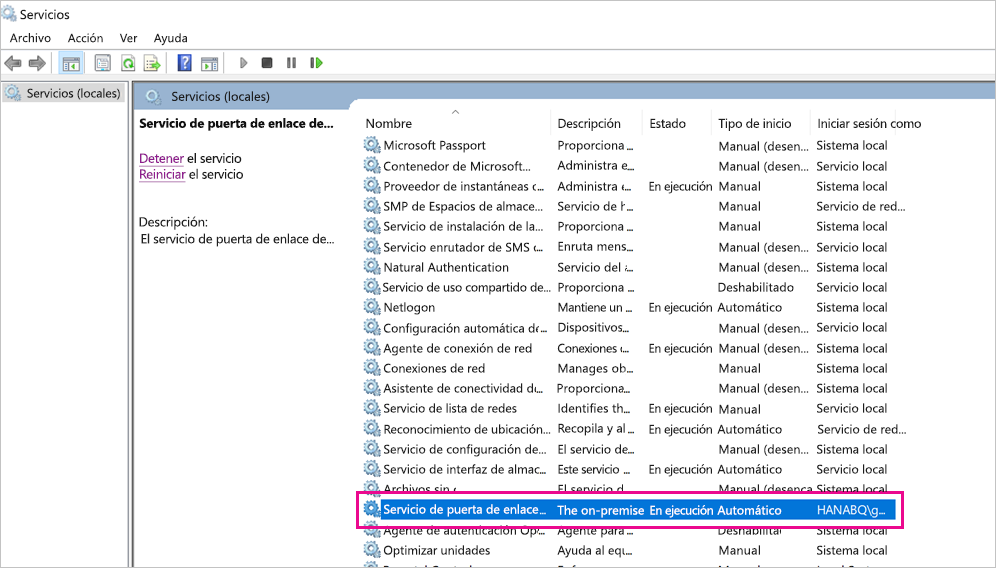 Servicios
Archivo Acción Ver Ayuda
Servicios (locales)
Servicios (locales)
Servicio de puerta de enlace de...
Detener el servicio
Reiniciar el servicio
Descripción:
El servicio de puerta de enlace de...
Nombre Descripción Estado Tipo de inicio Iniciar sesión como
Microsoft Passport Proporciona ... Manual (desen... Sistema local
Contenedor de Microsoft... Administra e... Manual (desen... Servicio local
Proveedor de instantáneas c... Administra e... En ejecución Manual Sistema local
SMP de Espacios de almace... Servicio de h... Manual Servicio de red...
Servicio de instalación de la... Proporciona ... Manual Sistema local
Servicio enrutador de SMS ... Enruta mens... Manual (desen... Servicio local
Natural Authentication Servicio del ... Manual (desen... Sistema local
Servicio de uso compartido de... Proporciona ... Deshabilitado Servicio local
Netlogon Mantiene un ... En ejecución Automático Sistema local
Configuración automática de... Dispositivos... Manual (desen... Servicio local
Agente de conexión de red Conexiones ... En ejecución Manual (desen... Sistema local
Conexiones de red Manages ob... Manual Sistema local
Asistente de conectividad d... Proporciona... Manual (desen... Sistema local
Servicio de lista de redes Identifies th... En ejecución Manual Servicio local
Reconocimiento de ubicación... Recopila y al... En ejecución Automático Servicio de red...
Servicio de configuración de... El servicio de... Manual (desen... Sistema local
Servicio de interfaz de almac... Este servicio ... En ejecución Automático Servicio local
Archivos sin El servicio d Manual (desenca Sistema local
Servicio de puerta de enlace... The on-premise En ejecución Automático HANABQ\g...
Agente de autenticación Op... Agente para ... Deshabilita Sistema local
Optimizar unidades Ayuda al equ... Manual Sistema local